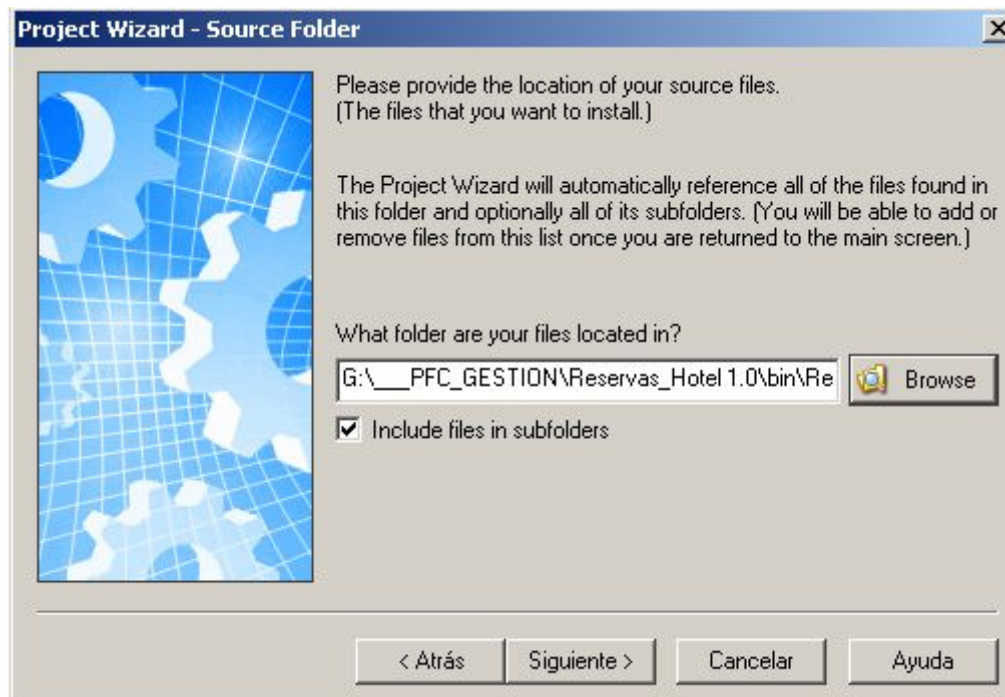 Project Wizard - Source Folder
Please provide the location of your source files.
(The files that you want to install.)
The Project Wizard will automatically reference all of the files found in
this folder and optionally all of its subfolders. (You will be able to add or
remove files from this list once you are returned to the main screen.)
What folder are your files located in?
G:\___PFC_GESTION\Reservas_Hotel 1.0\bin\Re
Browse
Include files in subfolders
< Atrás
Siguiente >
Cancelar
Ayuda